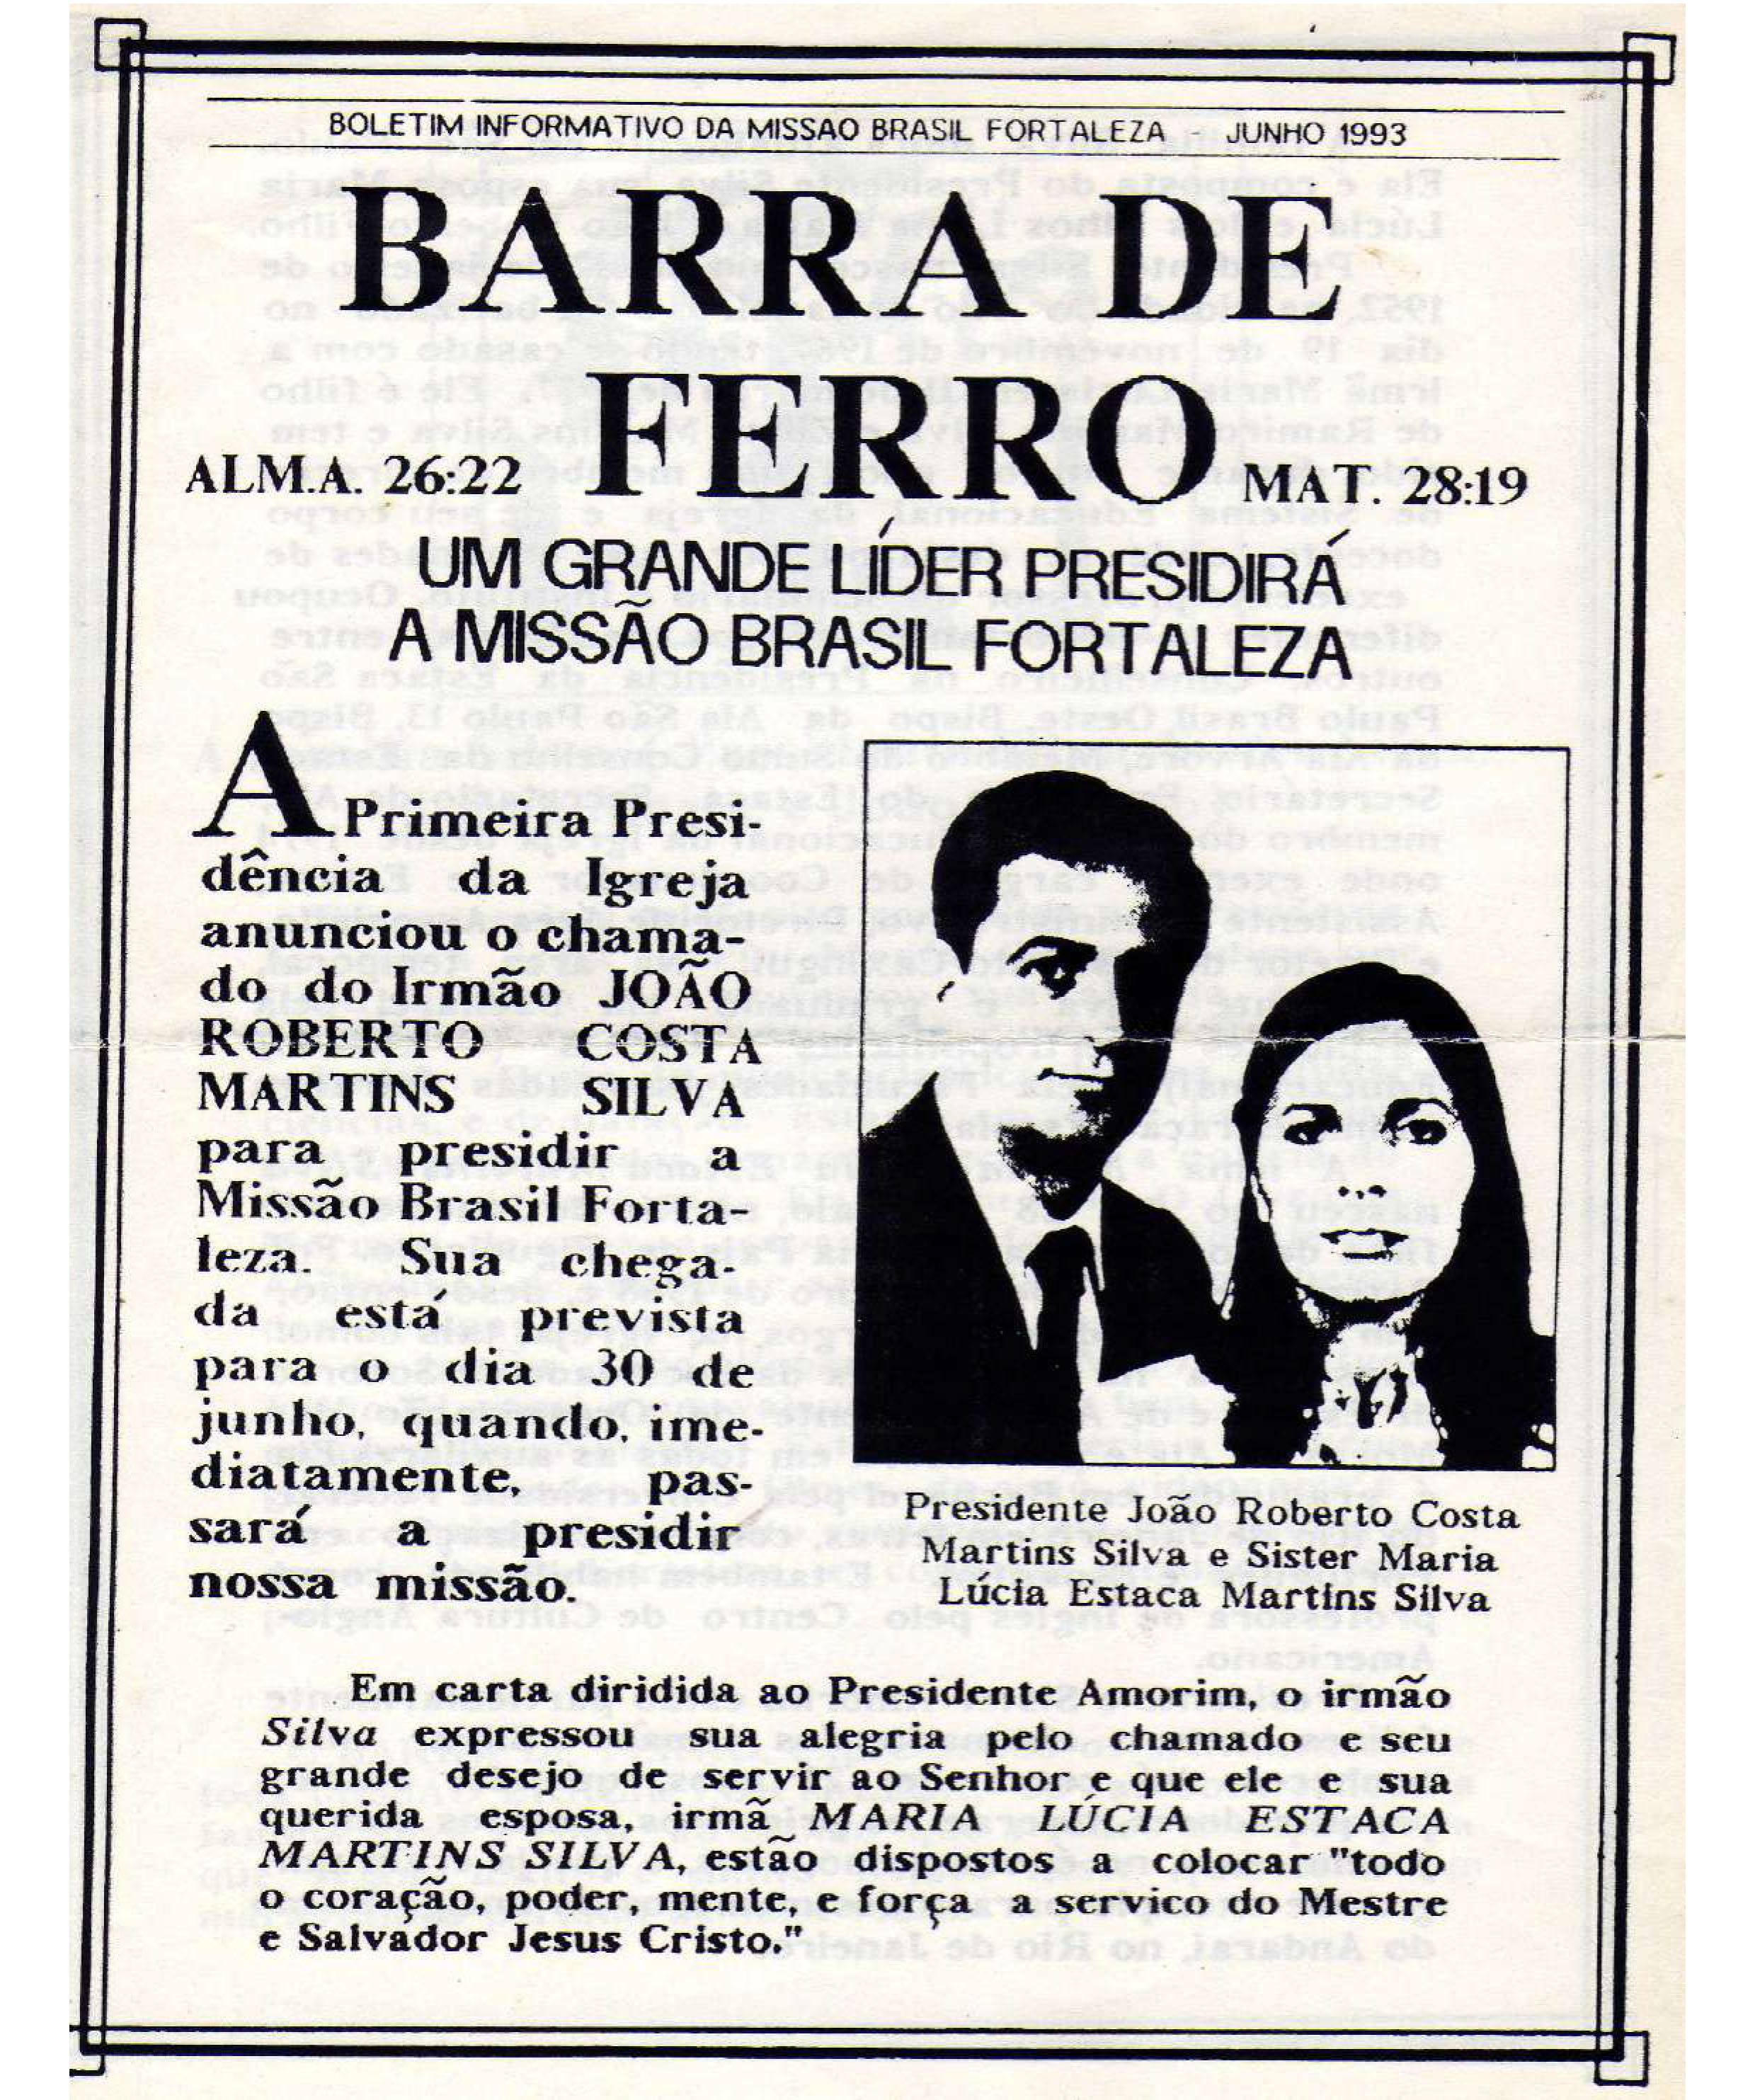 BOLETIM INFORMATIVO DA MISSAO BRASIL FORTALEZA - JUNHO 1993
BARRA DE
FERRO
ALM.A. 26:22
MAT. 28:19
UM GRANDE LÍDER PRESIDIRÁ
A MISSÃO BRASIL FORTALEZA
A Primeira Presi-
dência da Igreja
anunciou o chama-
do do Irmão JOÃO
ROBERTO COSTA
MARTINS SILVA
para presidir a
Missão Brasil Forta-
leza. Sua chega-
da está prevista
para o dia 30 de
junho, quando, ime-
diatamente, pas-
sará a presidir
nossa missão.
Presidente João Roberto Costa
Martins Silva e Sister Maria
Lúcia Estaca Martins Silva
Em carta diridida ao Presidente Amorim, o irmão
Silva expressou sua alegria pelo chamado e seu
grande desejo de servir ao Senhor e que ele e sua
querida esposa, irmã MARIA LÚCIA ESTACA
MARTINS SILVA, estão dispostos a colocar "todo
o coração, poder, mente, e força a servico do Mestre
e Salvador Jesus Cristo."